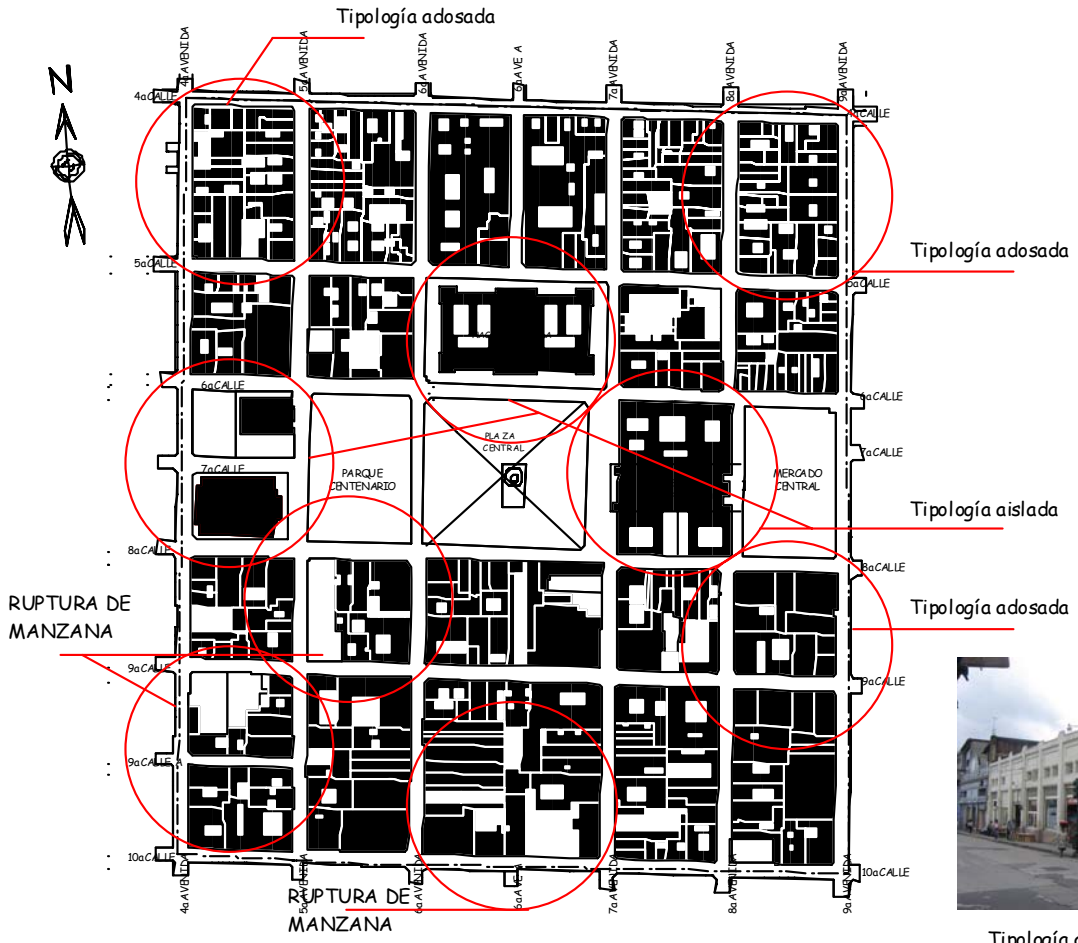 Tipología adosada
4a AVENIDA
5a AVENIDA
6a AVENIDA
6a AVE A
7a AVENIDA
8a AVENIDA
9a AVENIDA
N
4a CALLE
4a CALLE
Tipología adosada
5a CALLE
5a CALLE
6a CALLE
6a CALLE
PLAZA
CENTRAL
7a CALLE
7a CALLE
PARQUE
CENTENARIO
MERCADO
CENTRAL
Tipología aislada
8a CALLE
8a CALLE
RUPTURA DE
MANZANA
Tipología adosada
9a CALLE
9a CALLE
9a CALLE A
10a CALLE
10a CALLE
4a AVENIDA
5a AVENIDA
6a AVENIDA
6a AVE A
7a AVENIDA
8a AVENIDA
9a AVENIDA
RUPTURA DE
MANZANA
Tipología